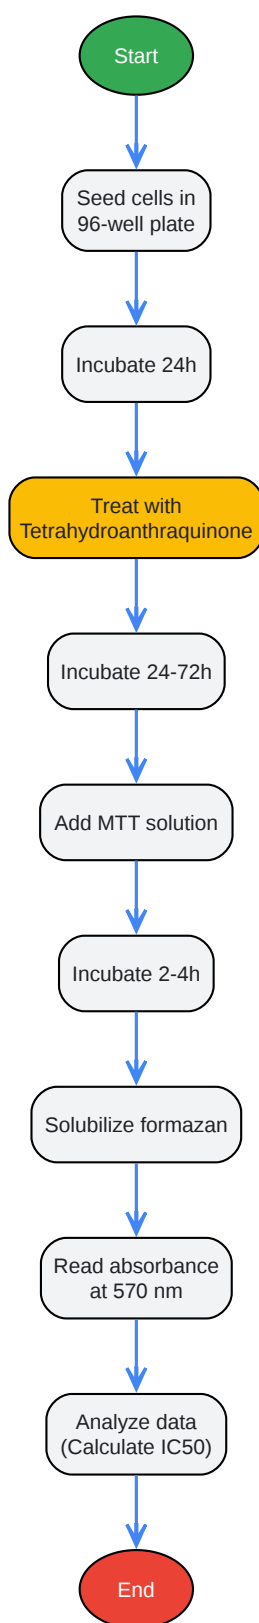 Start
Seed cells in
96-well plate
Incubate 24h
Treat with
Tetrahydroanthraquinone
Incubate 24-72h
Add MTT solution
Incubate 2-4h
Solubilize formazan
Read absorbance
at 570 nm
Analyze data
(Calculate IC50)
End